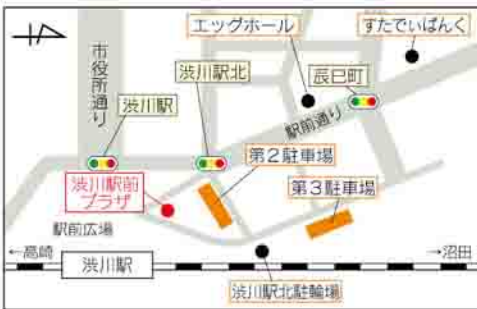 エッグホール
すたでぃばんく
市役所通り
渋川駅北
辰巳町
渋川駅
駅前通り
第2駐車場
渋川駅前
プラザ
第3駐車場
駅前広場
←高崎
渋川駅
→沼田
渋川駅北駐輪場